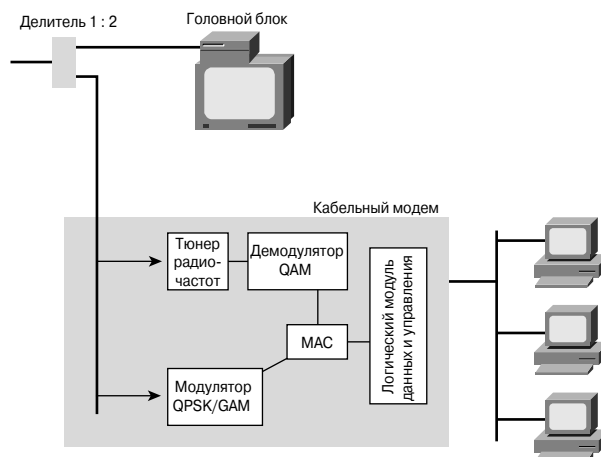 Делитель 1 : 2
Головной блок
Кабельный модем
Тюнер
радио-
частот
Демодулятор
QAM
MAC
Модулятор
QPSK/GAM
Логический модуль
данных и управления